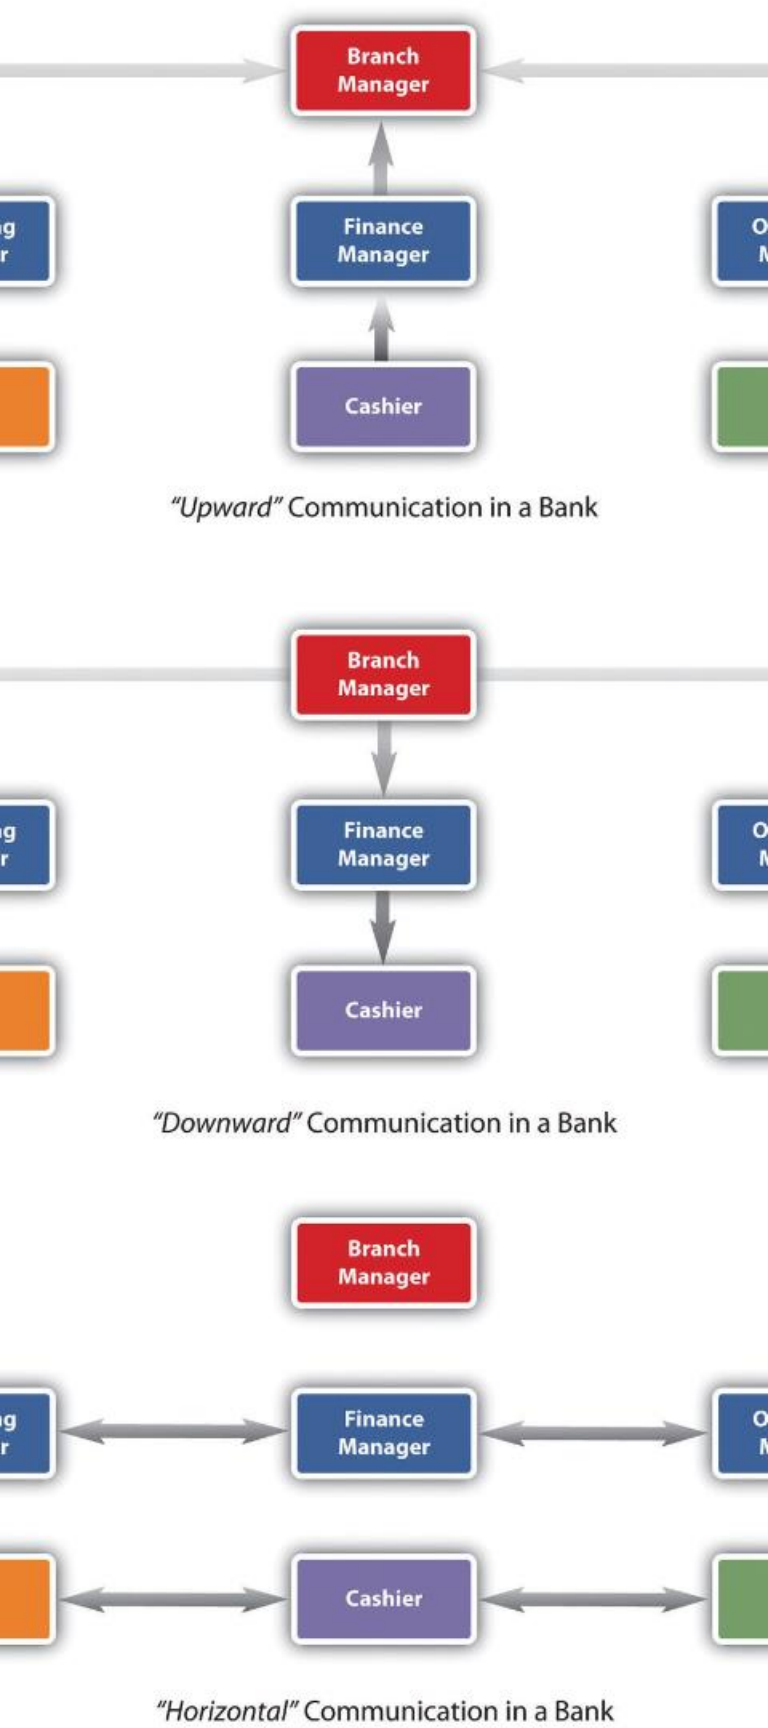 Branch
Manager
Finance
Manager
Cashier
"Upward" Communication in a Bank
Branch
Manager
Finance
Manager
Cashier
"Downward" Communication in a Bank
Branch
Manager
Finance
Manager
Cashier
"Horizontal" Communication in a Bank